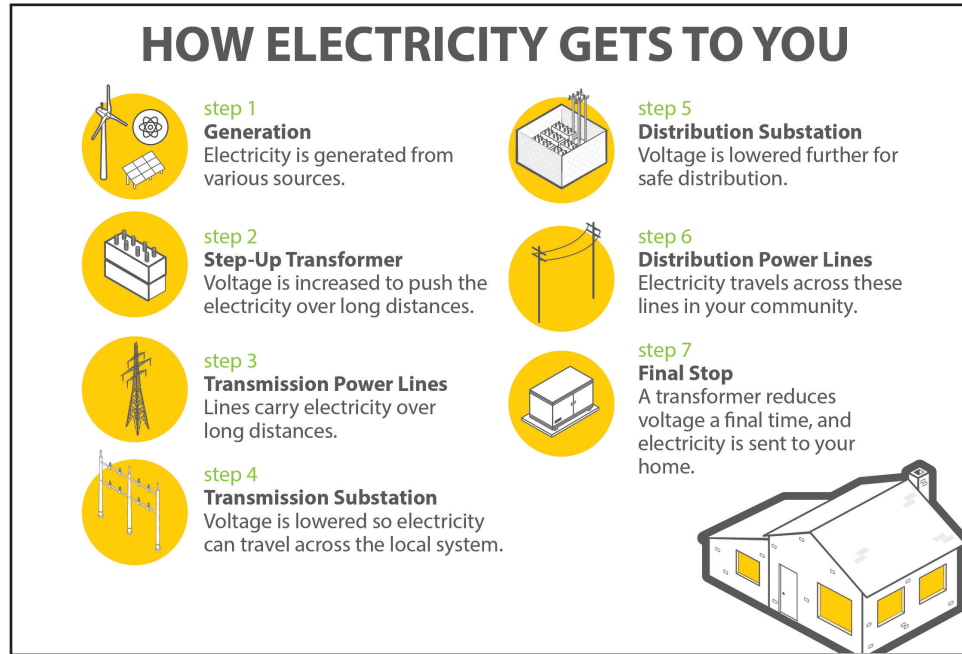 HOW ELECTRICITY GETS TO YOU
step 1
Generation
Electricity is generated from
various sources.
step 2
Step-Up Transformer
Voltage is increased to push the
electricity over long distances.
step 3
Transmission Power Lines
Lines carry electricity over
long distances.
step 4
Transmission Substation
Voltage is lowered so electricity
can travel across the local system.
step 5
Distribution Substation
Voltage is lowered further for
safe distribution.
step 6
Distribution Power Lines
Electricity travels across these
lines in your community.
step 7
Final Stop
A transformer reduces
voltage a final time, and
electricity is sent to your
home.